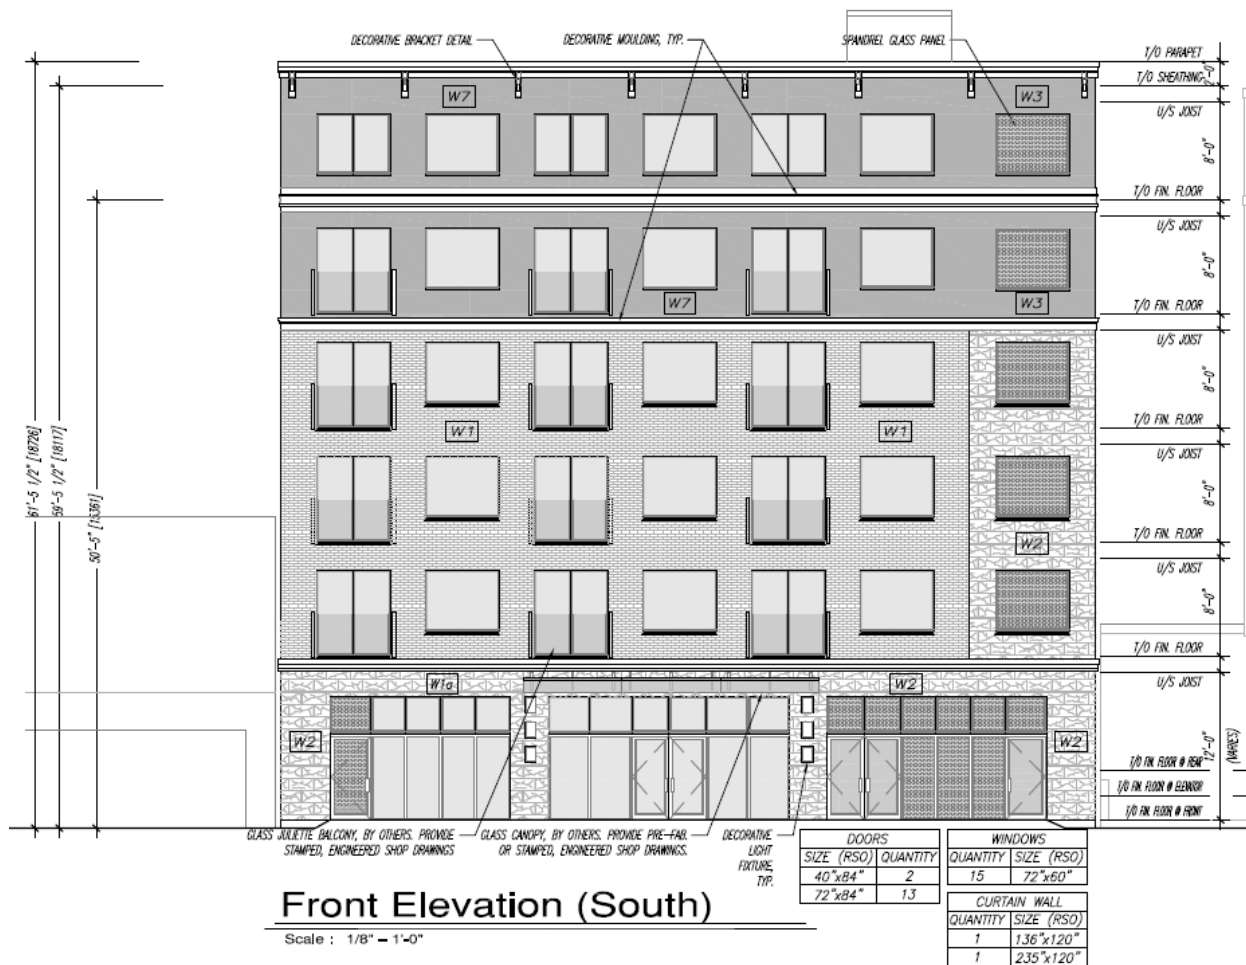 DECORATIVE BRACKET DETAIL
DECORATIVE MOULDING, TYP.
SPANDREL GLASS PANEL
T/O PARAPET
2'-0"
T/O SHEATHING
W7
W3
U/S JOIST
8'-0"
T/O FIN. FLOOR
U/S JOIST
8'-0"
W7
W3
T/O FIN. FLOOR
U/S JOIST
8'-0"
T/O FIN. FLOOR
W1
W1
61'-5 1/2" [18726]
59'-5 1/2" [18117]
50'-5" [15361]
U/S JOIST
8'-0"
T/O FIN. FLOOR
W2
U/S JOIST
8'-0"
T/O FIN. FLOOR
U/S JOIST
W1a
W2
W2
W2
12'-0"
(VARIES)
T/O FIN. FLOOR @ REAR
T/O FIN. FLOOR @ ELEVATOR
T/O FIN. FLOOR @ FRONT
GLASS JULIETTE BALCONY, BY OTHERS. PROVIDE
STAMPED, ENGINEERED SHOP DRAWINGS
GLASS CANOPY, BY OTHERS. PROVIDE PRE-FAB.
OR STAMPED, ENGINEERED SHOP DRAWINGS.
DECORATIVE
LIGHT
FIXTURE,
TYP.
DOORS
SIZE (RSO) QUANTITY
40"x84" 2
72"x84" 13
WINDOWS
QUANTITY SIZE (RSO)
15 72"x60"
CURTAIN WALL
QUANTITY SIZE (RSO)
1 136"x120"
1 235"x120"
Front Elevation (South)
Scale : 1/8" - 1'-0"